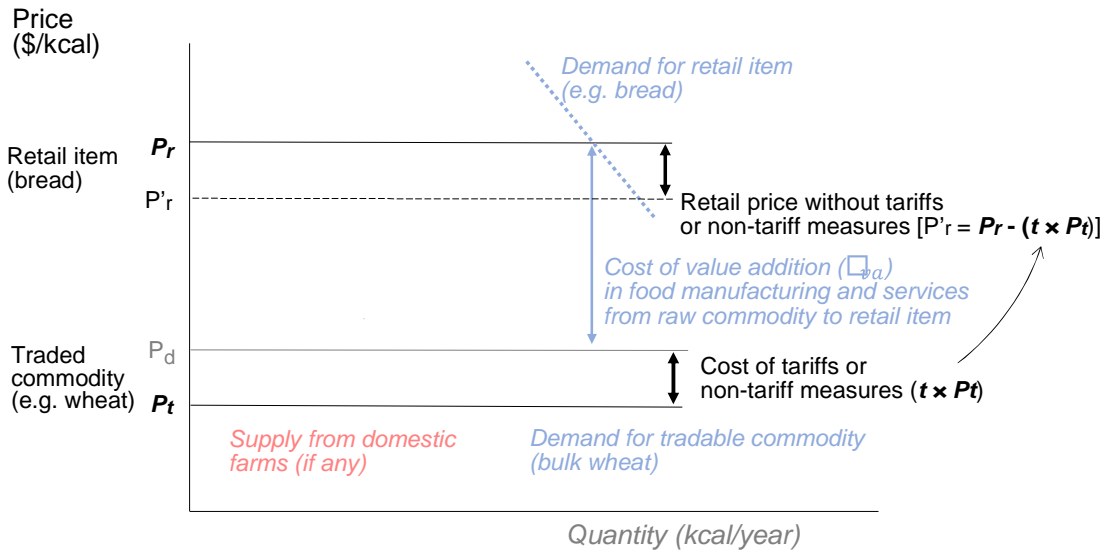 Price
($/kcal)
Demand for retail item
(e.g. bread)
Pr
Retail item
(bread)
P'r
Retail price without tariffs
or non-tariff measures [P'r = Pr - (t × Pt)]
Cost of value addition (□va)
in food manufacturing and services
from raw commodity to retail item
Traded
commodity
(e.g. wheat)
Pd
Pt
Cost of tariffs or
non-tariff measures (t × Pt)
Supply from domestic
farms (if any)
Demand for tradable commodity
(bulk wheat)
Quantity (kcal/year)